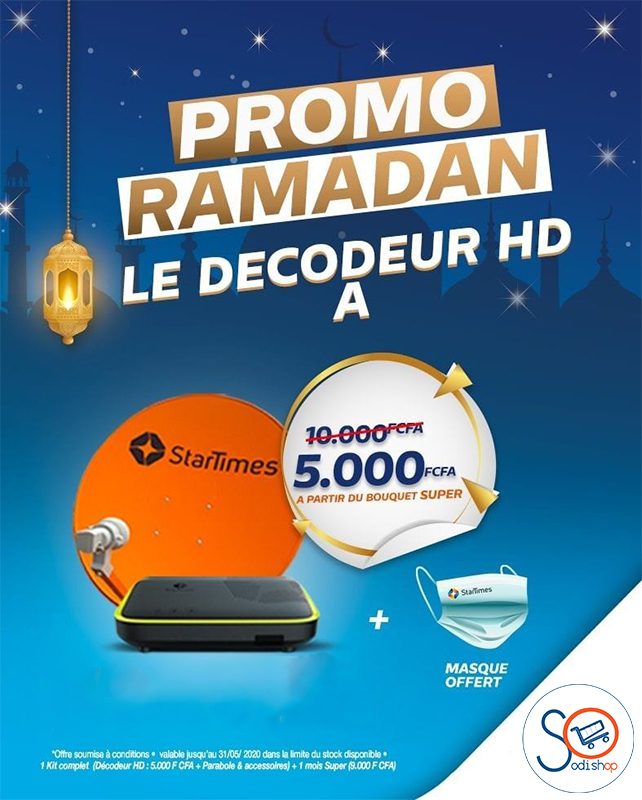 PROMO
RAMADAN
LE DECODEUR HD
A
StarTimes
10.000FCFA
5.000FCFA
A PARTIR DU BOUQUET SUPER
+
StarTimes
MASQUE
OFFERT
*Offre soumise à conditions • valable jusqu'au 31/05/ 2020 dans la limite du stock disponible •
1 Kit complet (Décodeur HD : 5.000 F CFA + Parabole & accessoires) + 1 mois Super (9.000 F CFA)
Sodishop